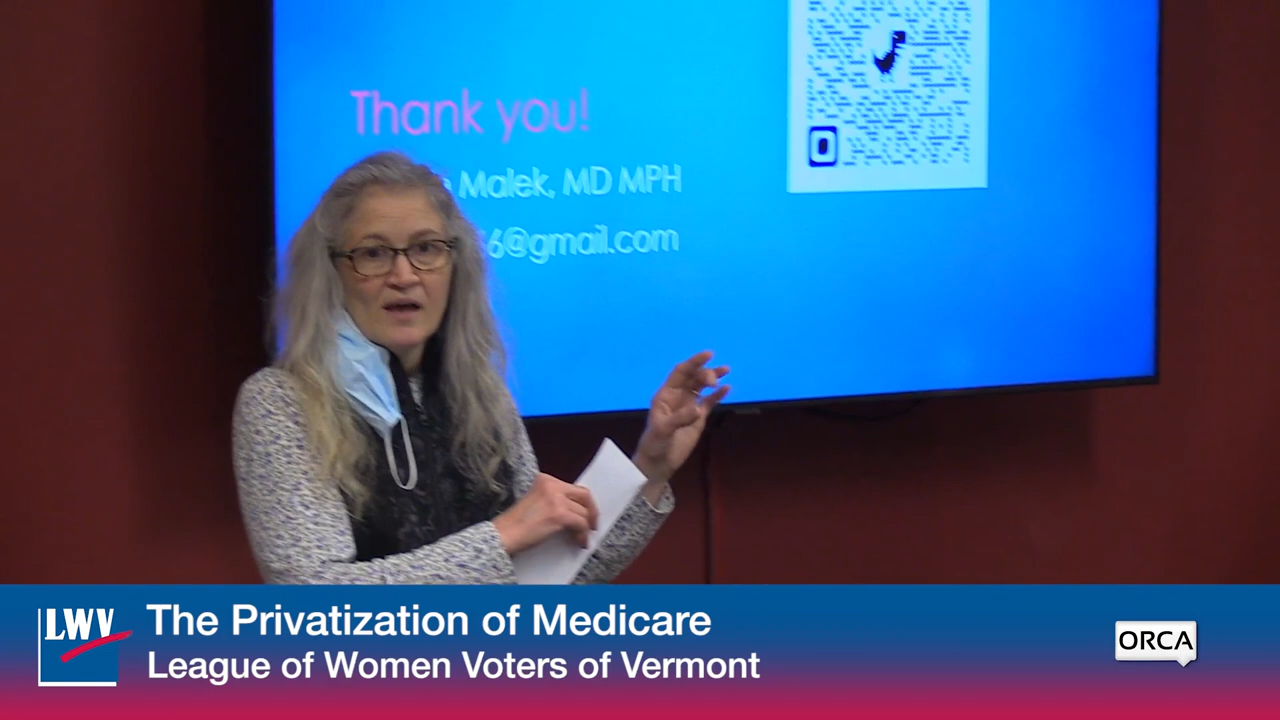 Thank you!
Malek, MD MPH
6@gmail.com
LWV
The Privatization of Medicare
League of Women Voters of Vermont
ORCA